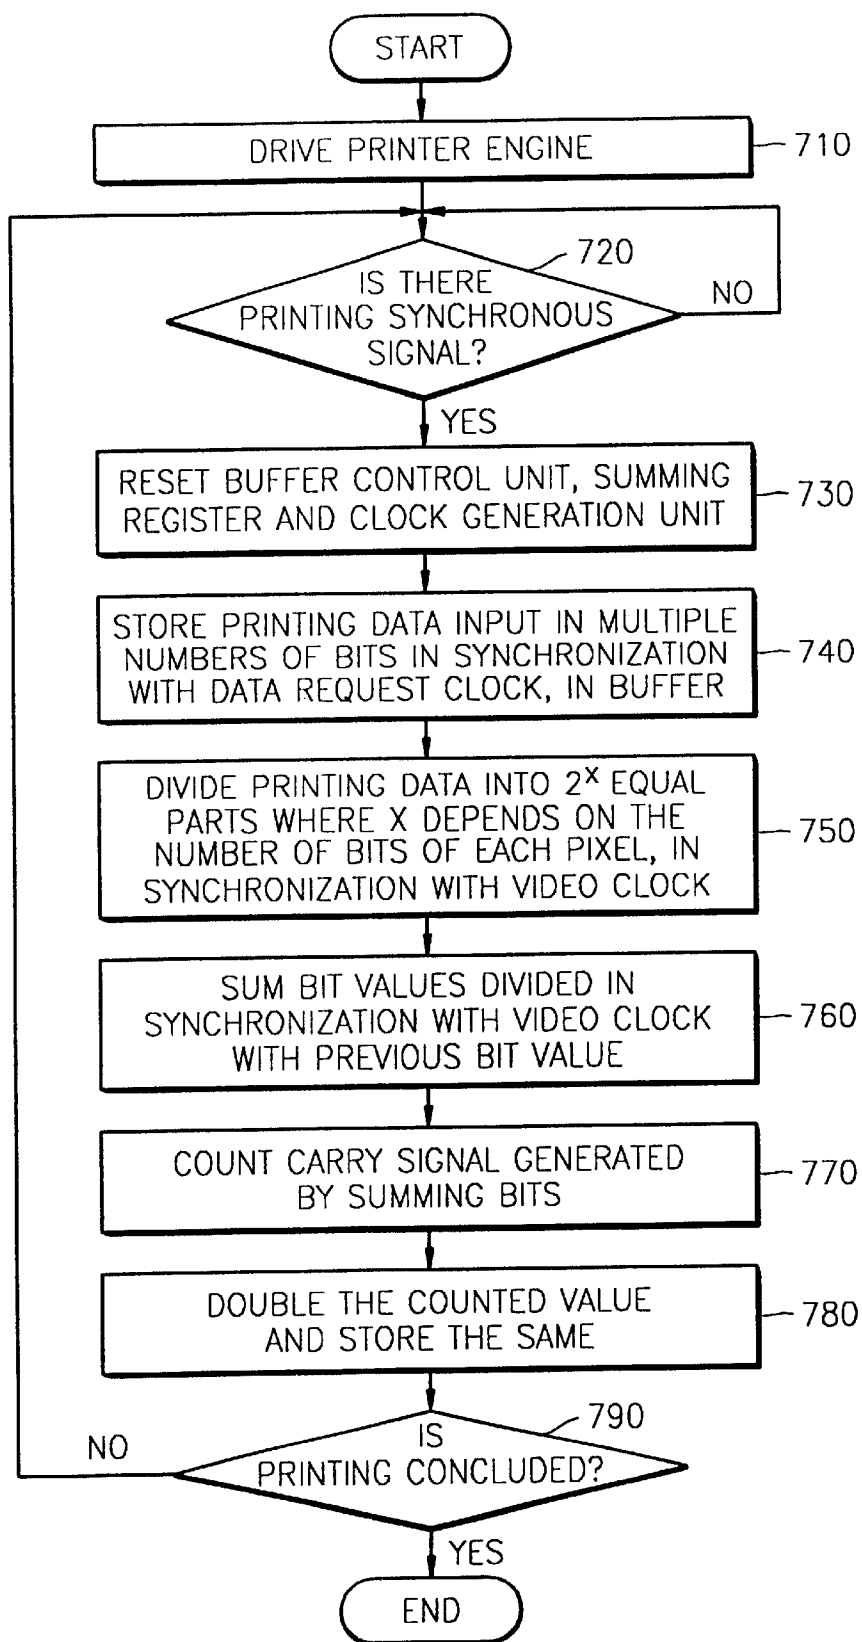 START
DRIVE PRINTER ENGINE
710
720
IS THERE
PRINTING SYNCHRONOUS
SIGNAL?
NO
YES
RESET BUFFER CONTROL UNIT, SUMMING
REGISTER AND CLOCK GENERATION UNIT
730
STORE PRINTING DATA INPUT IN MULTIPLE
NUMBERS OF BITS IN SYNCHRONIZATION
WITH DATA REQUEST CLOCK, IN BUFFER
740
DIVIDE PRINTING DATA INTO 2ˣ EQUAL
PARTS WHERE X DEPENDS ON THE
NUMBER OF BITS OF EACH PIXEL, IN
SYNCHRONIZATION WITH VIDEO CLOCK
750
SUM BIT VALUES DIVIDED IN
SYNCHRONIZATION WITH VIDEO CLOCK
WITH PREVIOUS BIT VALUE
760
COUNT CARRY SIGNAL GENERATED
BY SUMMING BITS
770
DOUBLE THE COUNTED VALUE
AND STORE THE SAME
780
790
IS
PRINTING CONCLUDED?
NO
YES
END